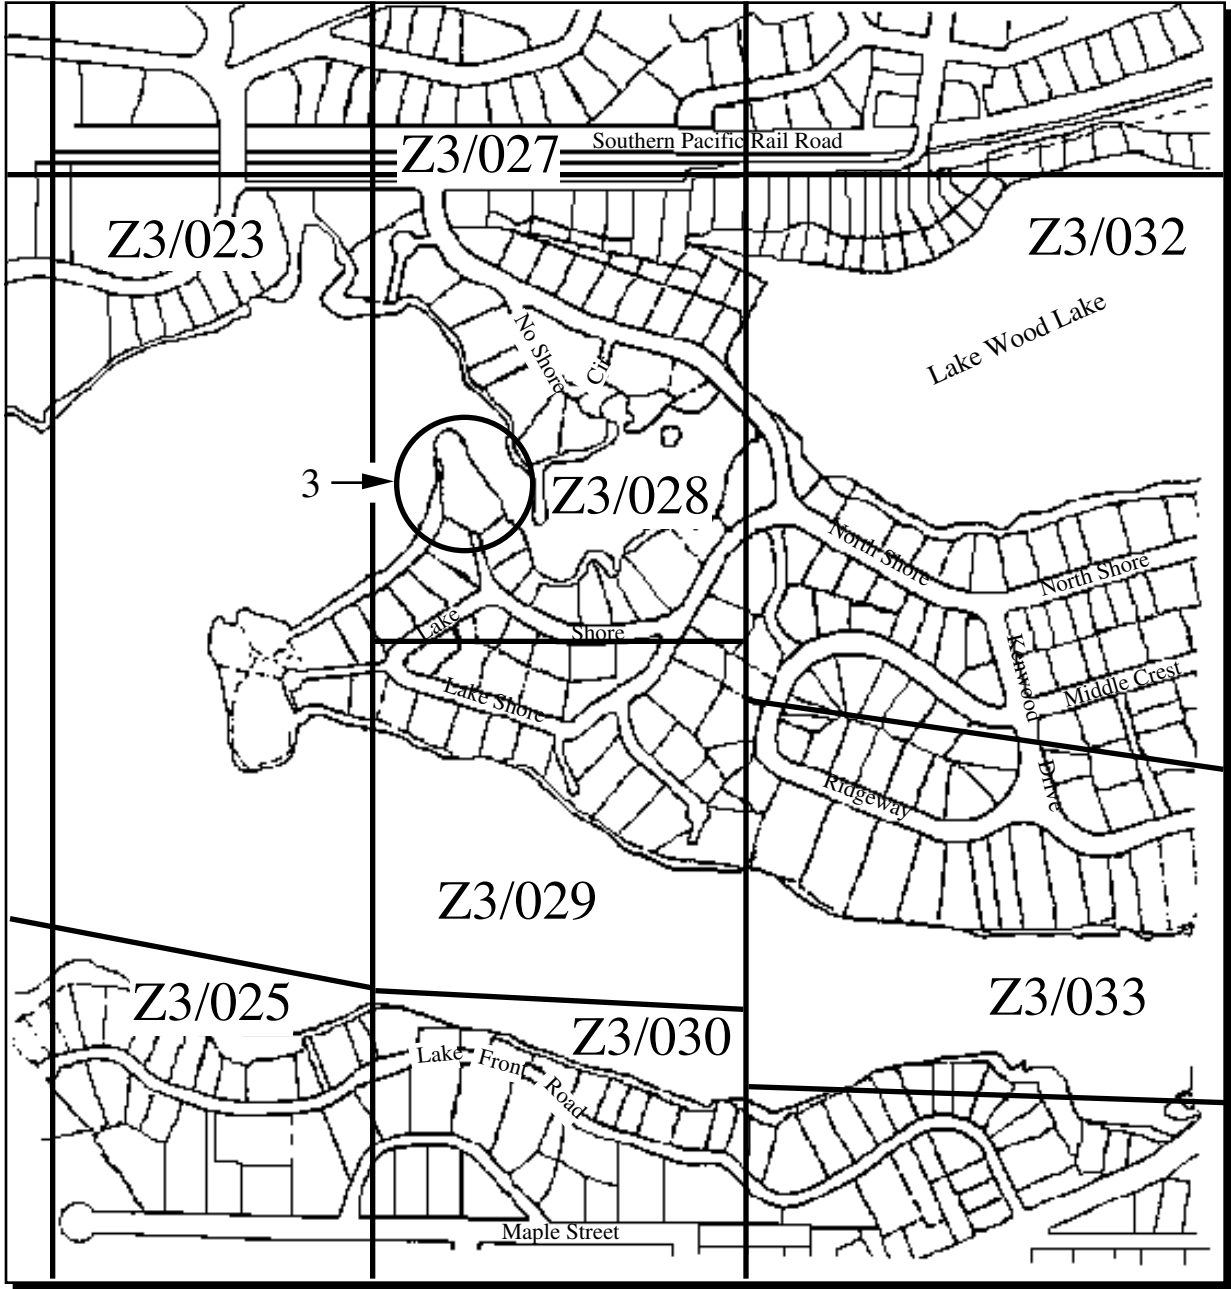 Southern Pacific Rail Road
Z3/027
Z3/023
Z3/032
Lake Wood Lake
No Shore
Cir
3
Z3/028
North Shore
North Shore
Lake
Shore
Kenwood
Middle Crest
Lake Shore
Drive
Ridgeway
Z3/029
Z3/033
Z3/025
Z3/030
Lake Front Road
Maple Street